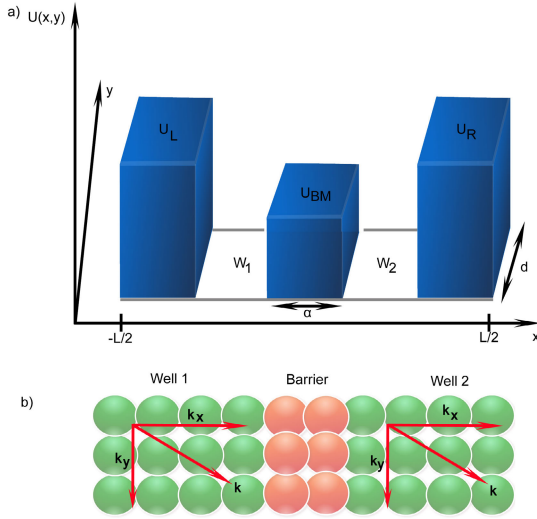 a)
U(x,y)
y
U_L
U_R
U_BM
W_1
W_2
d
α
-L/2
L/2
x
Well 1
Barrier
Well 2
b)
k_x
k_x
k_y
k_y
k
k